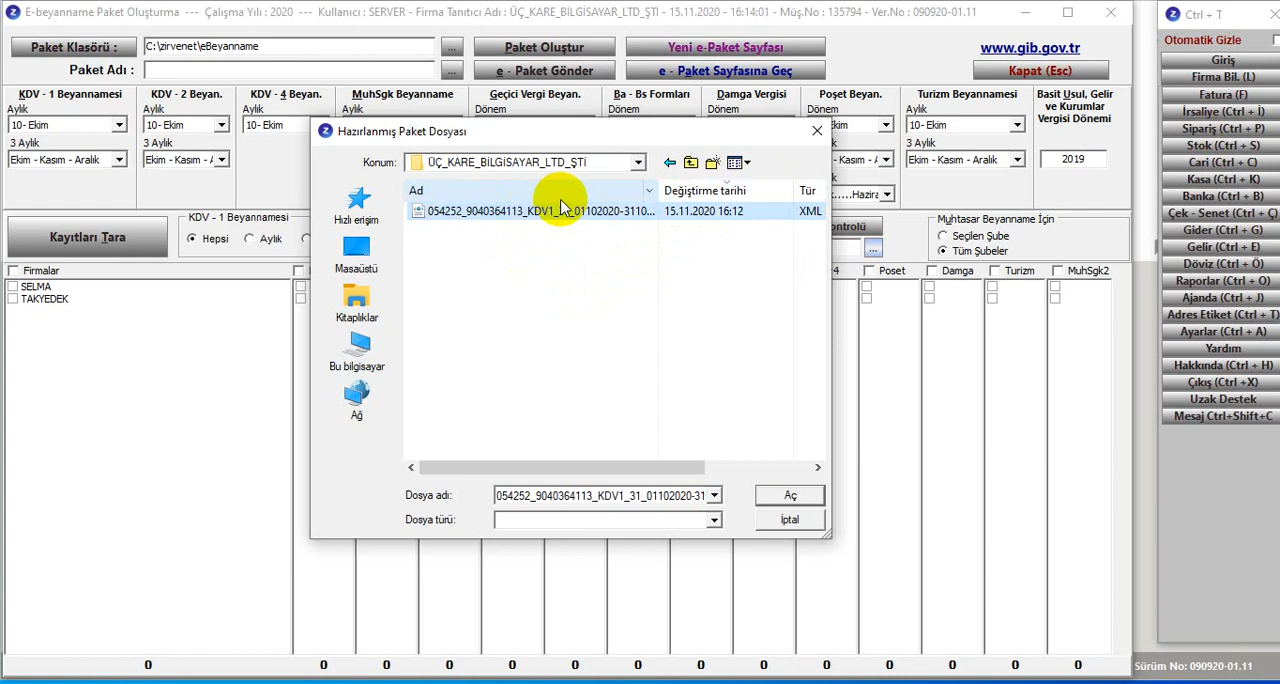 E-beyanname Paket Oluşturma --- Çalişma Yılı : 2020 --- Kullanıcı : SERVER - Firma Tanitici Adı : ÜÇ_KARE_BİLGİSAYAR_LTD_ŞTİ - 15.11.2020 - 16:14:01 - Müş.No : 135794 - Ver.No : 090920-01.11
Ctrl + T
Paket Klasörü :
C:\zirvenet\eBeyanname
...
Paket Oluştur
Yeni e-Paket Sayfası
www.gib.gov.tr
Otomatik Gizle
Paket Adı :
...
e - Paket Gönder
e - Paket Sayfasına Geç
Kapat (Esc)
KDV - 1 Beyannamesi
KDV - 2 Beyan.
KDV - 4 Beyan.
MuhSgk Beyanname
Geçici Vergi Beyan.
Ba - Bs Formları
Damga Vergisi
Poşet Beyan.
Turizm Beyannamesi
Basit Usul, Gelir
ve Kurumlar
Vergisi Dönemi
Aylık
Aylık
Aylık
Aylık
Dönem
Dönem
Dönem
Aylık
10- Ekim
10- Ekim
10- Ekim
Ekim
10- Ekim
3 Aylık
3 Aylık
3 Aylık
Ekim - Kasım - Aralık
Ekim - Kasım - A
Ekim - Kasım - Aralık
2019
.....Hazira
Hazırlanmış Paket Dosyası
Konum:
ÜÇ_KARE_BİLGİSAYAR_LTD_ŞTİ
Ad
Değiştirme tarihi
Tür
054252_9040364113_KDV1_31_01102020-3110...
15.11.2020 16:12
XML
Hızlı erişim
Masaüstü
Kitaplıklar
Bu bilgisayar
Ağ
Dosya adı:
054252_9040364113_KDV1_31_01102020-31
Aç
Dosya türü:
İptal
Kayıtları Tara
KDV - 1 Beyannamesi
Hepsi
Aylık
ontrolü
...
Muhtasar Beyanname İçin
Seçilen Şube
Tüm Şubeler
Firmalar
4
Poset
Damga
Turizm
MuhSgk2
SELMA
TAKYEDEK
0
0
0
0
0
0
0
0
0
0
0
0
0
0
Giriş
Firma Bil. (L)
Fatura (F)
İrsaliye (Ctrl + İ)
Sipariş (Ctrl + P)
Stok (Ctrl + S)
Cari (Ctrl + C)
Kasa (Ctrl + K)
Banka (Ctrl + B)
Çek - Senet (Ctrl + Ç)
Gider (Ctrl + G)
Gelir (Ctrl + E)
Döviz (Ctrl + Ö)
Raporlar (Ctrl + O)
Ajanda (Ctrl + J)
Adres Etiket (Ctrl + T)
Ayarlar (Ctrl + A)
Yardım
Hakkında (Ctrl + H)
Çıkış (Ctrl +X)
Uzak Destek
Mesaj Ctrl+Shift+C
Sürüm No: 090920-01.11